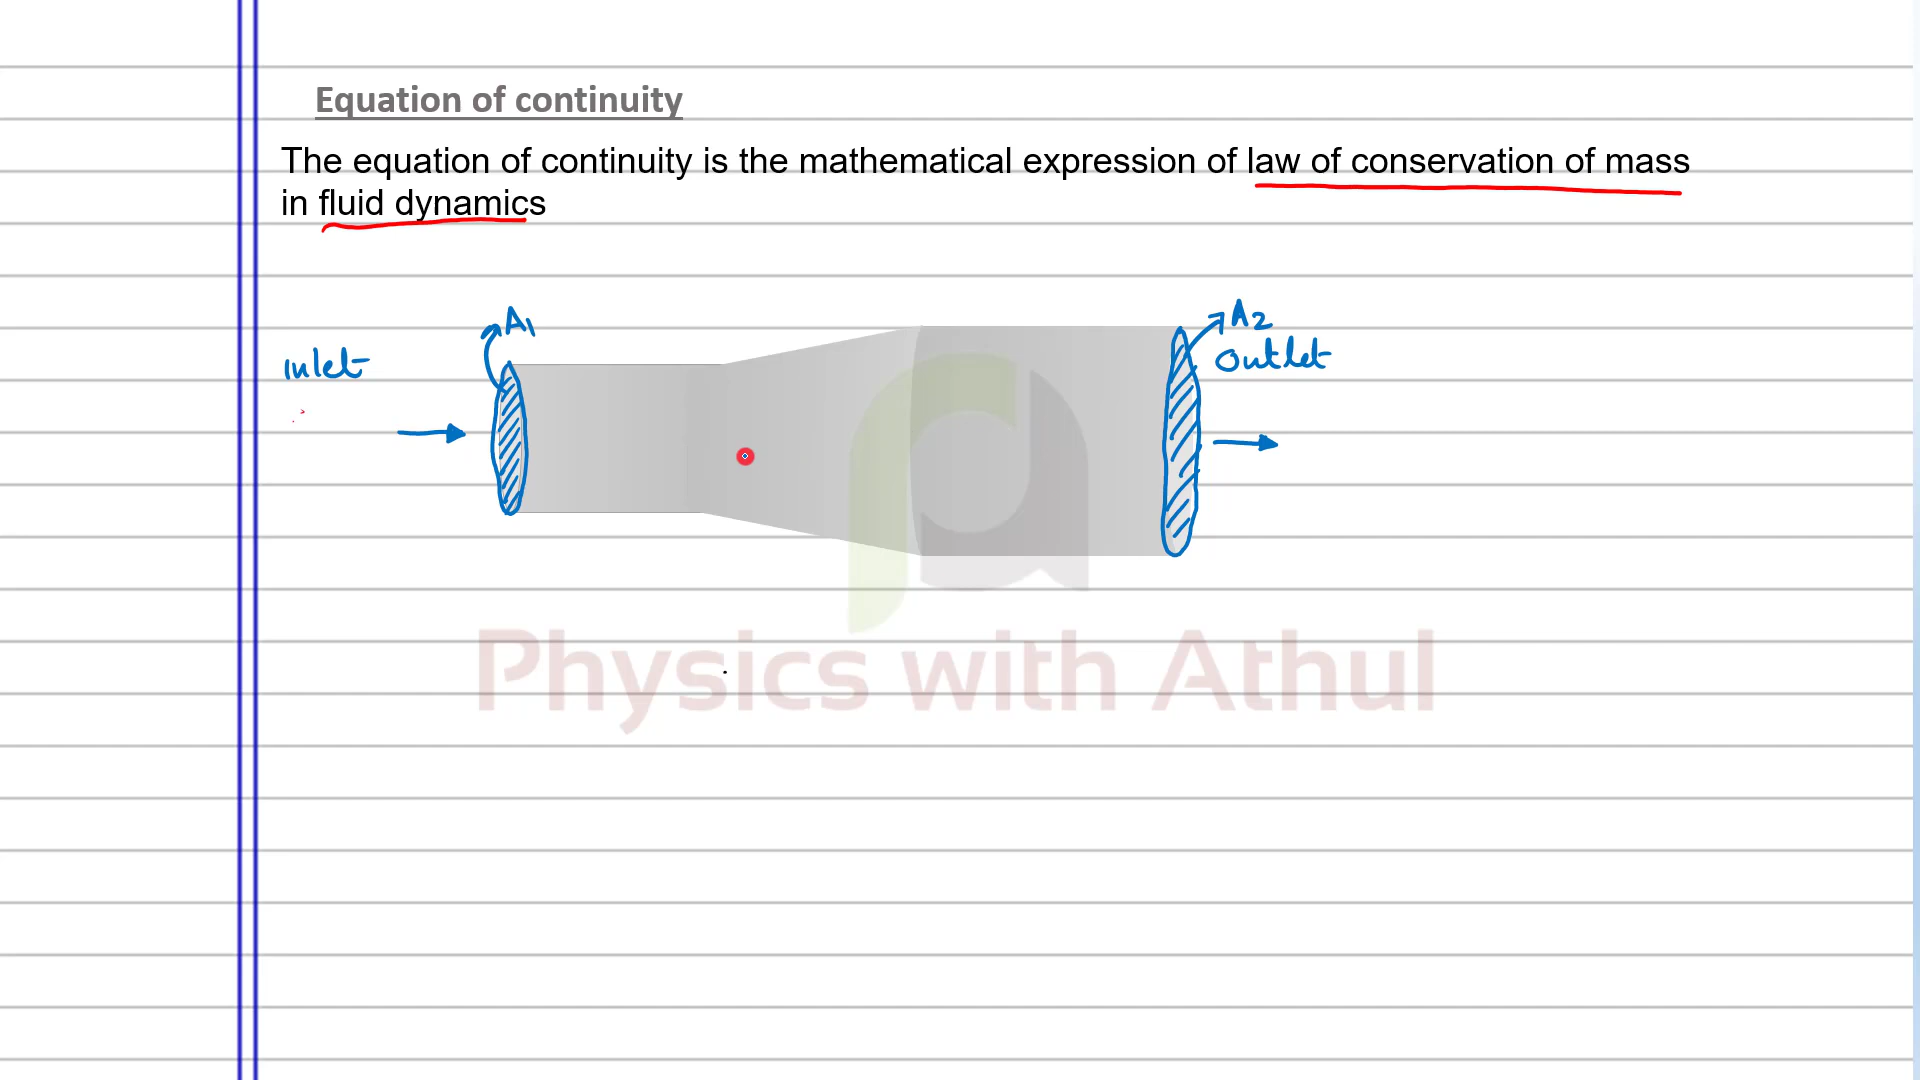 Equation of continuity
The equation of continuity is the mathematical expression of law of conservation of mass
in fluid dynamics
A1
A2
Inlet
Outlet
Physics with Athul